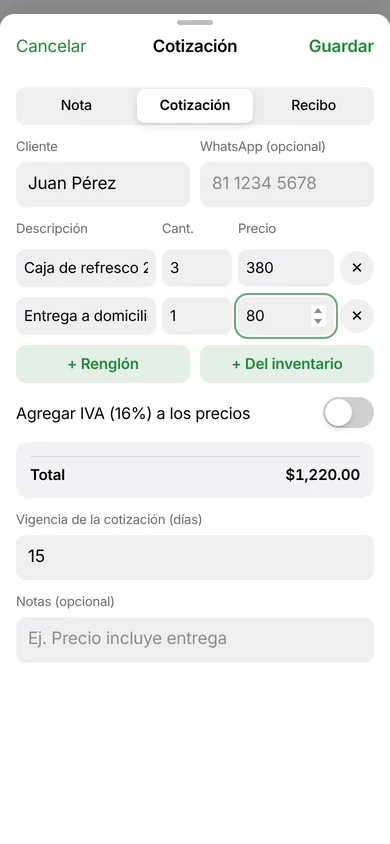 Cancelar Cotización Guardar
Nota Cotización Recibo
Cliente WhatsApp (opcional)
Juan Pérez 81 1234 5678
Descripción Cant. Precio
Caja de refresco 2 3 380 ✕
Entrega a domicili 1 80 ✕
+ Renglón + Del inventario
Agregar IVA (16%) a los precios
Total $1,220.00
Vigencia de la cotización (días)
15
Notas (opcional)
Ej. Precio incluye entrega